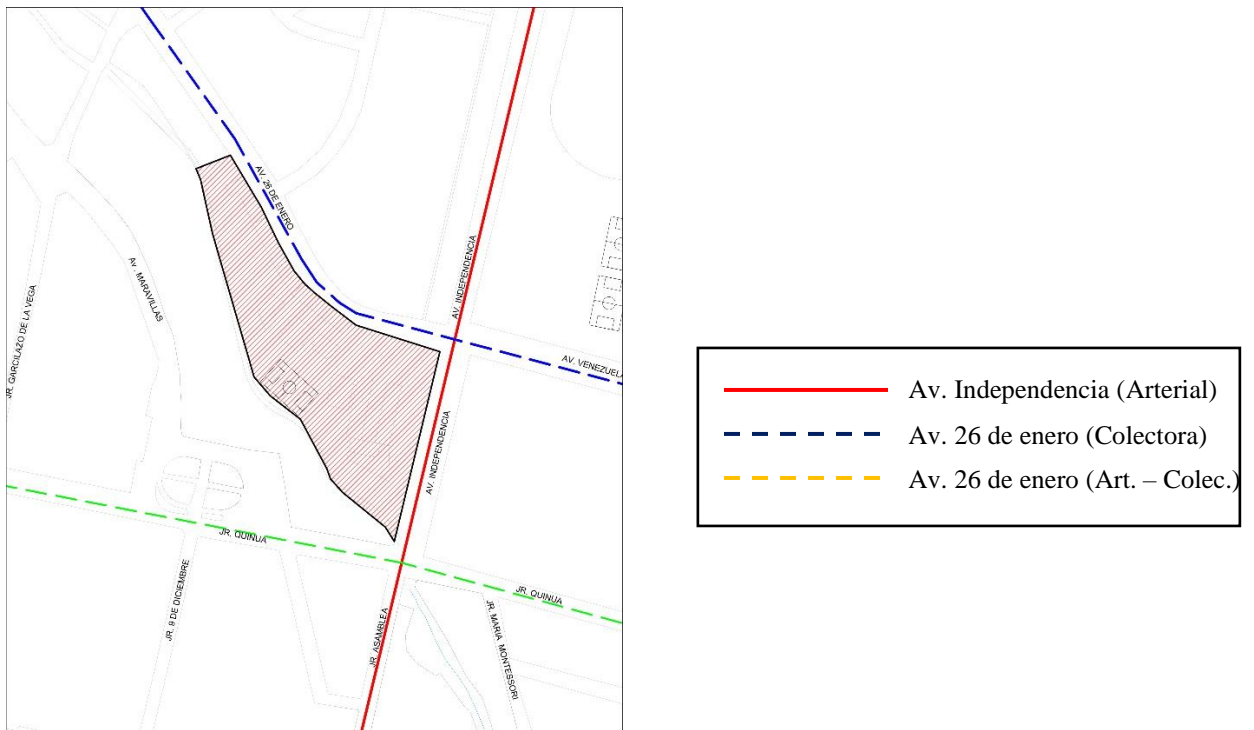 AV. 26 DE ENERO
AV. INDEPENDENCIA
Av. MARAVILLAS
JR. GARCILAZO DE LA VEGA
AV. VENEZUELA
AV. INDEPENDENCIA
JR. QUINUA
JR. QUINUA
JR. 9 DE DICIEMBRE
JR. ASAMBLEA
JR. MARIA MONTESSORI
Av. Independencia (Arterial)
Av. 26 de enero (Colectora)
Av. 26 de enero (Art. – Colec.)